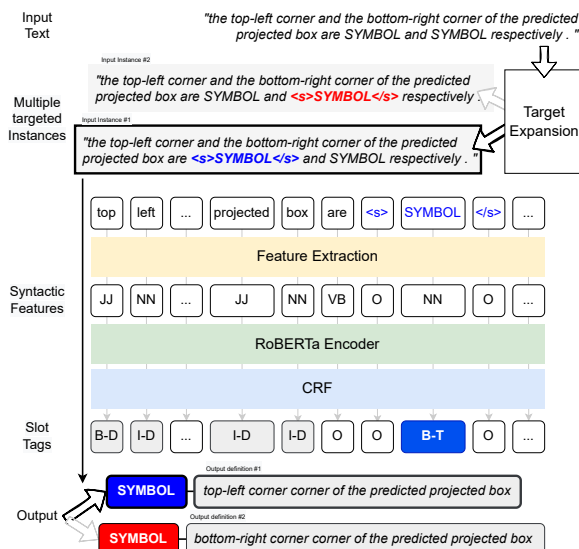 Input
Text
"the top-left corner and the bottom-right corner of the predicted
projected box are SYMBOL and SYMBOL respectively . "
Input Instance #2
"the top-left corner and the bottom-right corner of the predicted
projected box are SYMBOL and <s>SYMBOL</s> respectively .
Multiple
targeted
Instances
Input Instance #1
"the top-left corner and the bottom-right corner of the predicted
projected box are <s>SYMBOL</s> and SYMBOL respectively . "
Target
Expansion
top left ... projected box are <s> SYMBOL </s> ...
Feature Extraction
Syntactic
Features
JJ NN ... JJ NN VB O NN O ...
RoBERTa Encoder
CRF
Slot
Tags
B-D I-D ... I-D I-D O O B-T O ...
Output
Output definition #1
SYMBOL top-left corner corner of the predicted projected box
Output definition #2
SYMBOL bottom-right corner corner of the predicted projected box